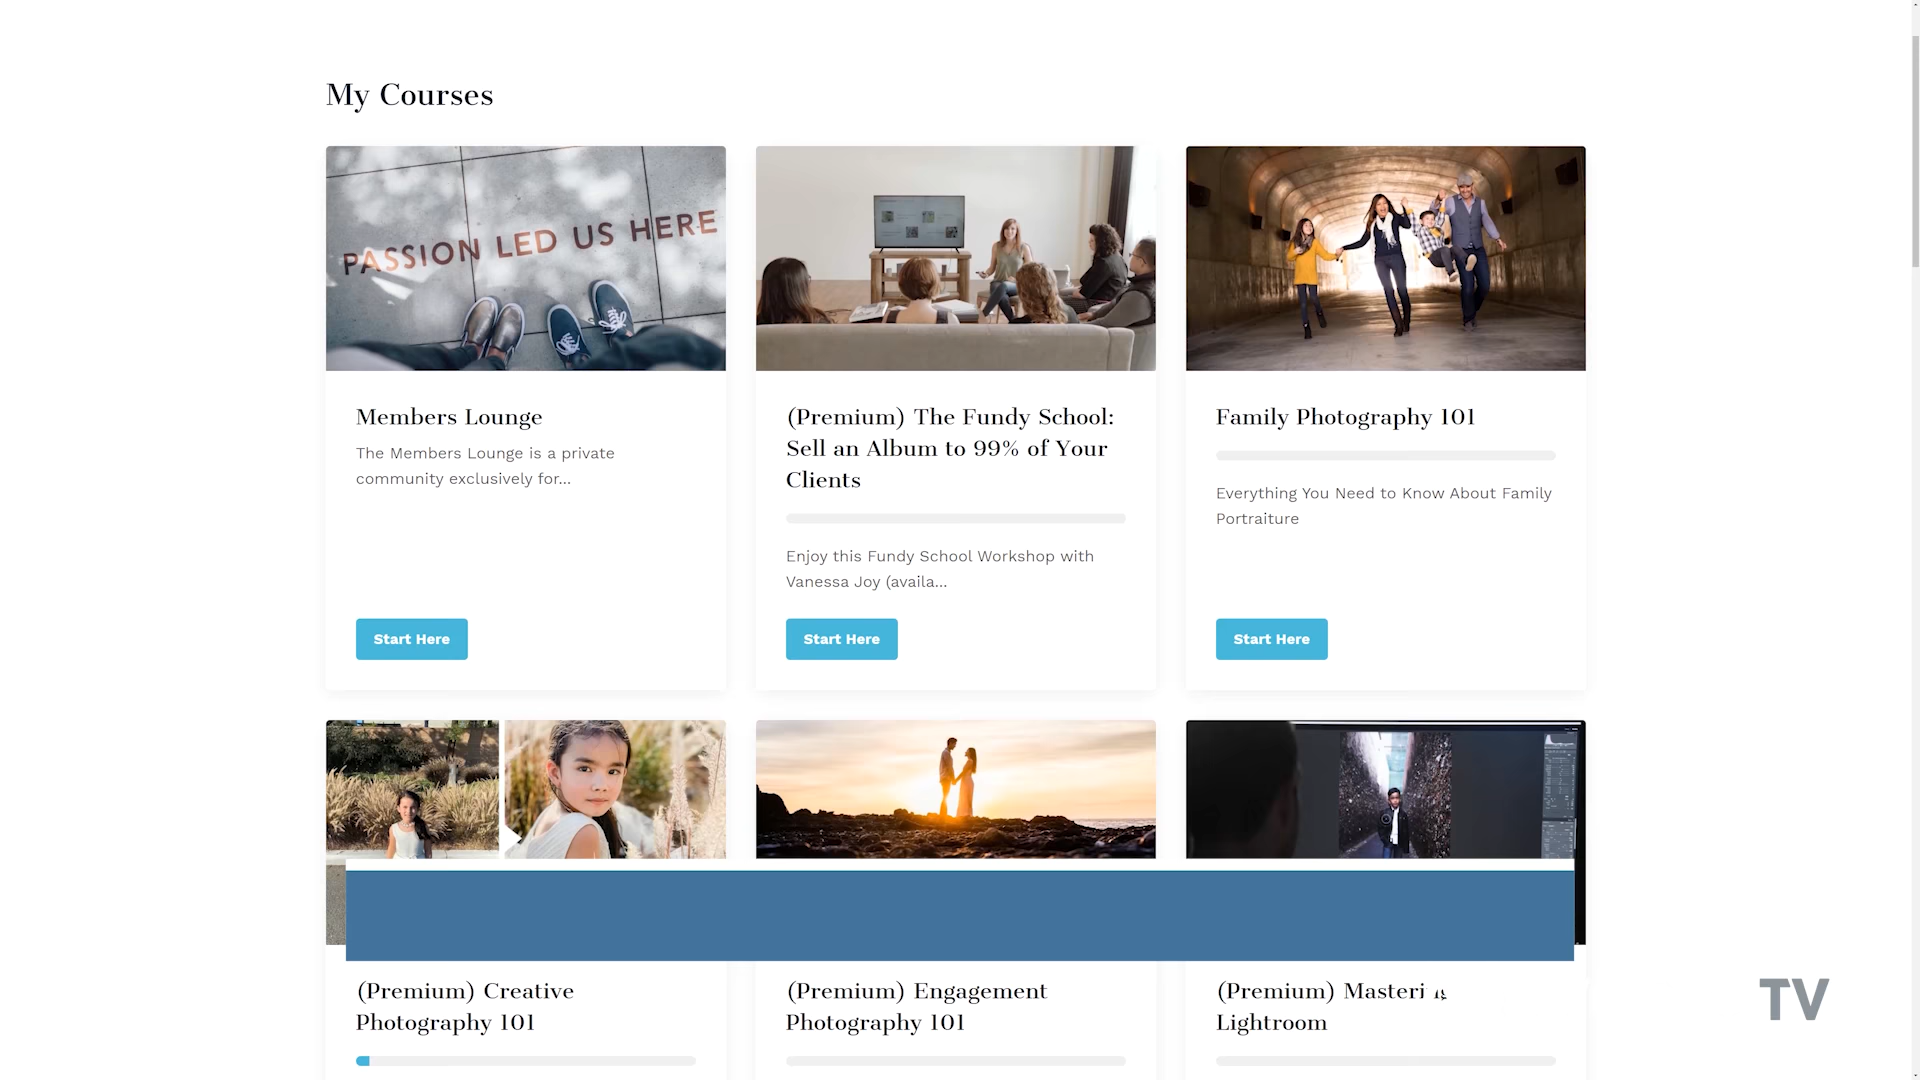 My Courses
PASSION LED US HERE
Members Lounge
The Members Lounge is a private
community exclusively for...
Start Here
(Premium) The Fundy School:
Sell an Album to 99% of Your
Clients
Enjoy this Fundy School Workshop with
Vanessa Joy (availa...
Start Here
Family Photography 101
Everything You Need to Know About Family
Portraiture
Start Here
(Premium) Creative
Photography 101
(Premium) Engagement
Photography 101
(Premium) Masteri
Lightroom
TV